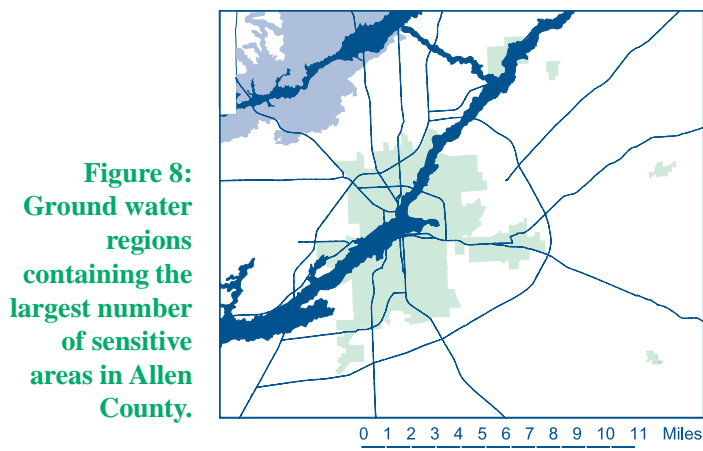 Figure 8:
Ground water
regions
containing the
largest number
of sensitive
areas in Allen
County.
0 1 2 3 4 5 6 7 8 9 10 11 Miles